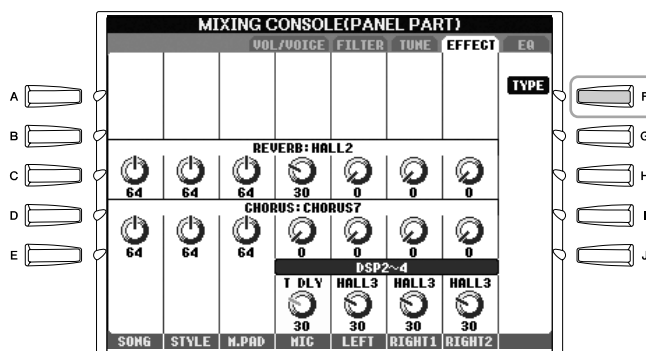 MIXING CONSOLE(PANEL PART)
VOL/VOICE FILTER TUNE EFFECT EQ
A
TYPE
F
B
G
REVERB:HALL2
C
H
64 64 64 30 0 0 0
CHORUS:CHORUS7
D
I
E
J
64 64 64 0 0 0 0
DSP2~4
T DLY HALL3 HALL3 HALL3
30 30 30 30
SONG STYLE M.PAD MIC LEFT RIGHT1 RIGHT2